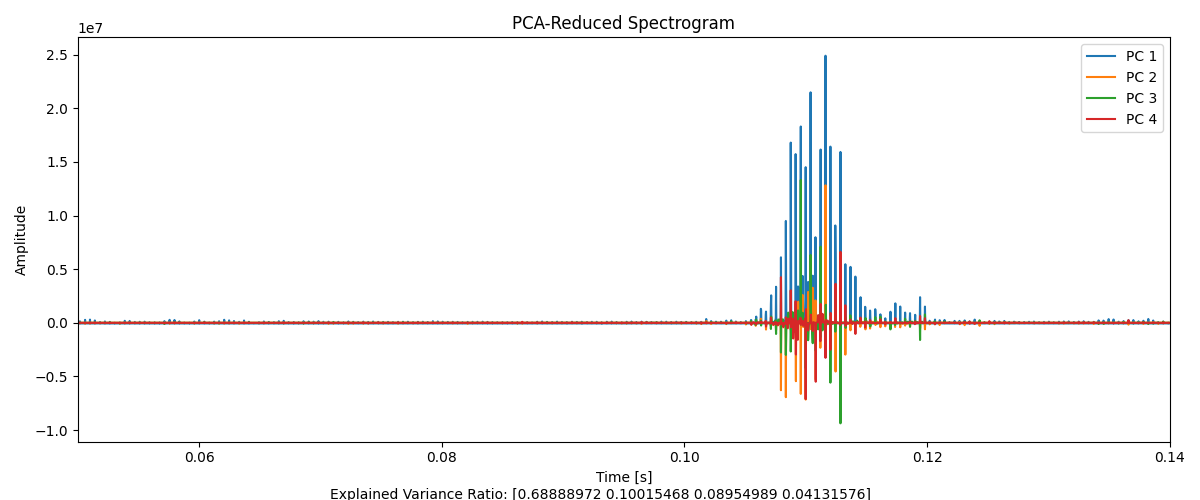 PCA-Reduced Spectrogram
1e7
2.5
2.0
1.5
1.0
0.5
0.0
−0.5
−1.0
Amplitude
PC 1
PC 2
PC 3
PC 4
0.06
0.08
0.10
0.12
0.14
Time [s]
Explained Variance Ratio: [0.68888972 0.10015468 0.08954989 0.04131576]